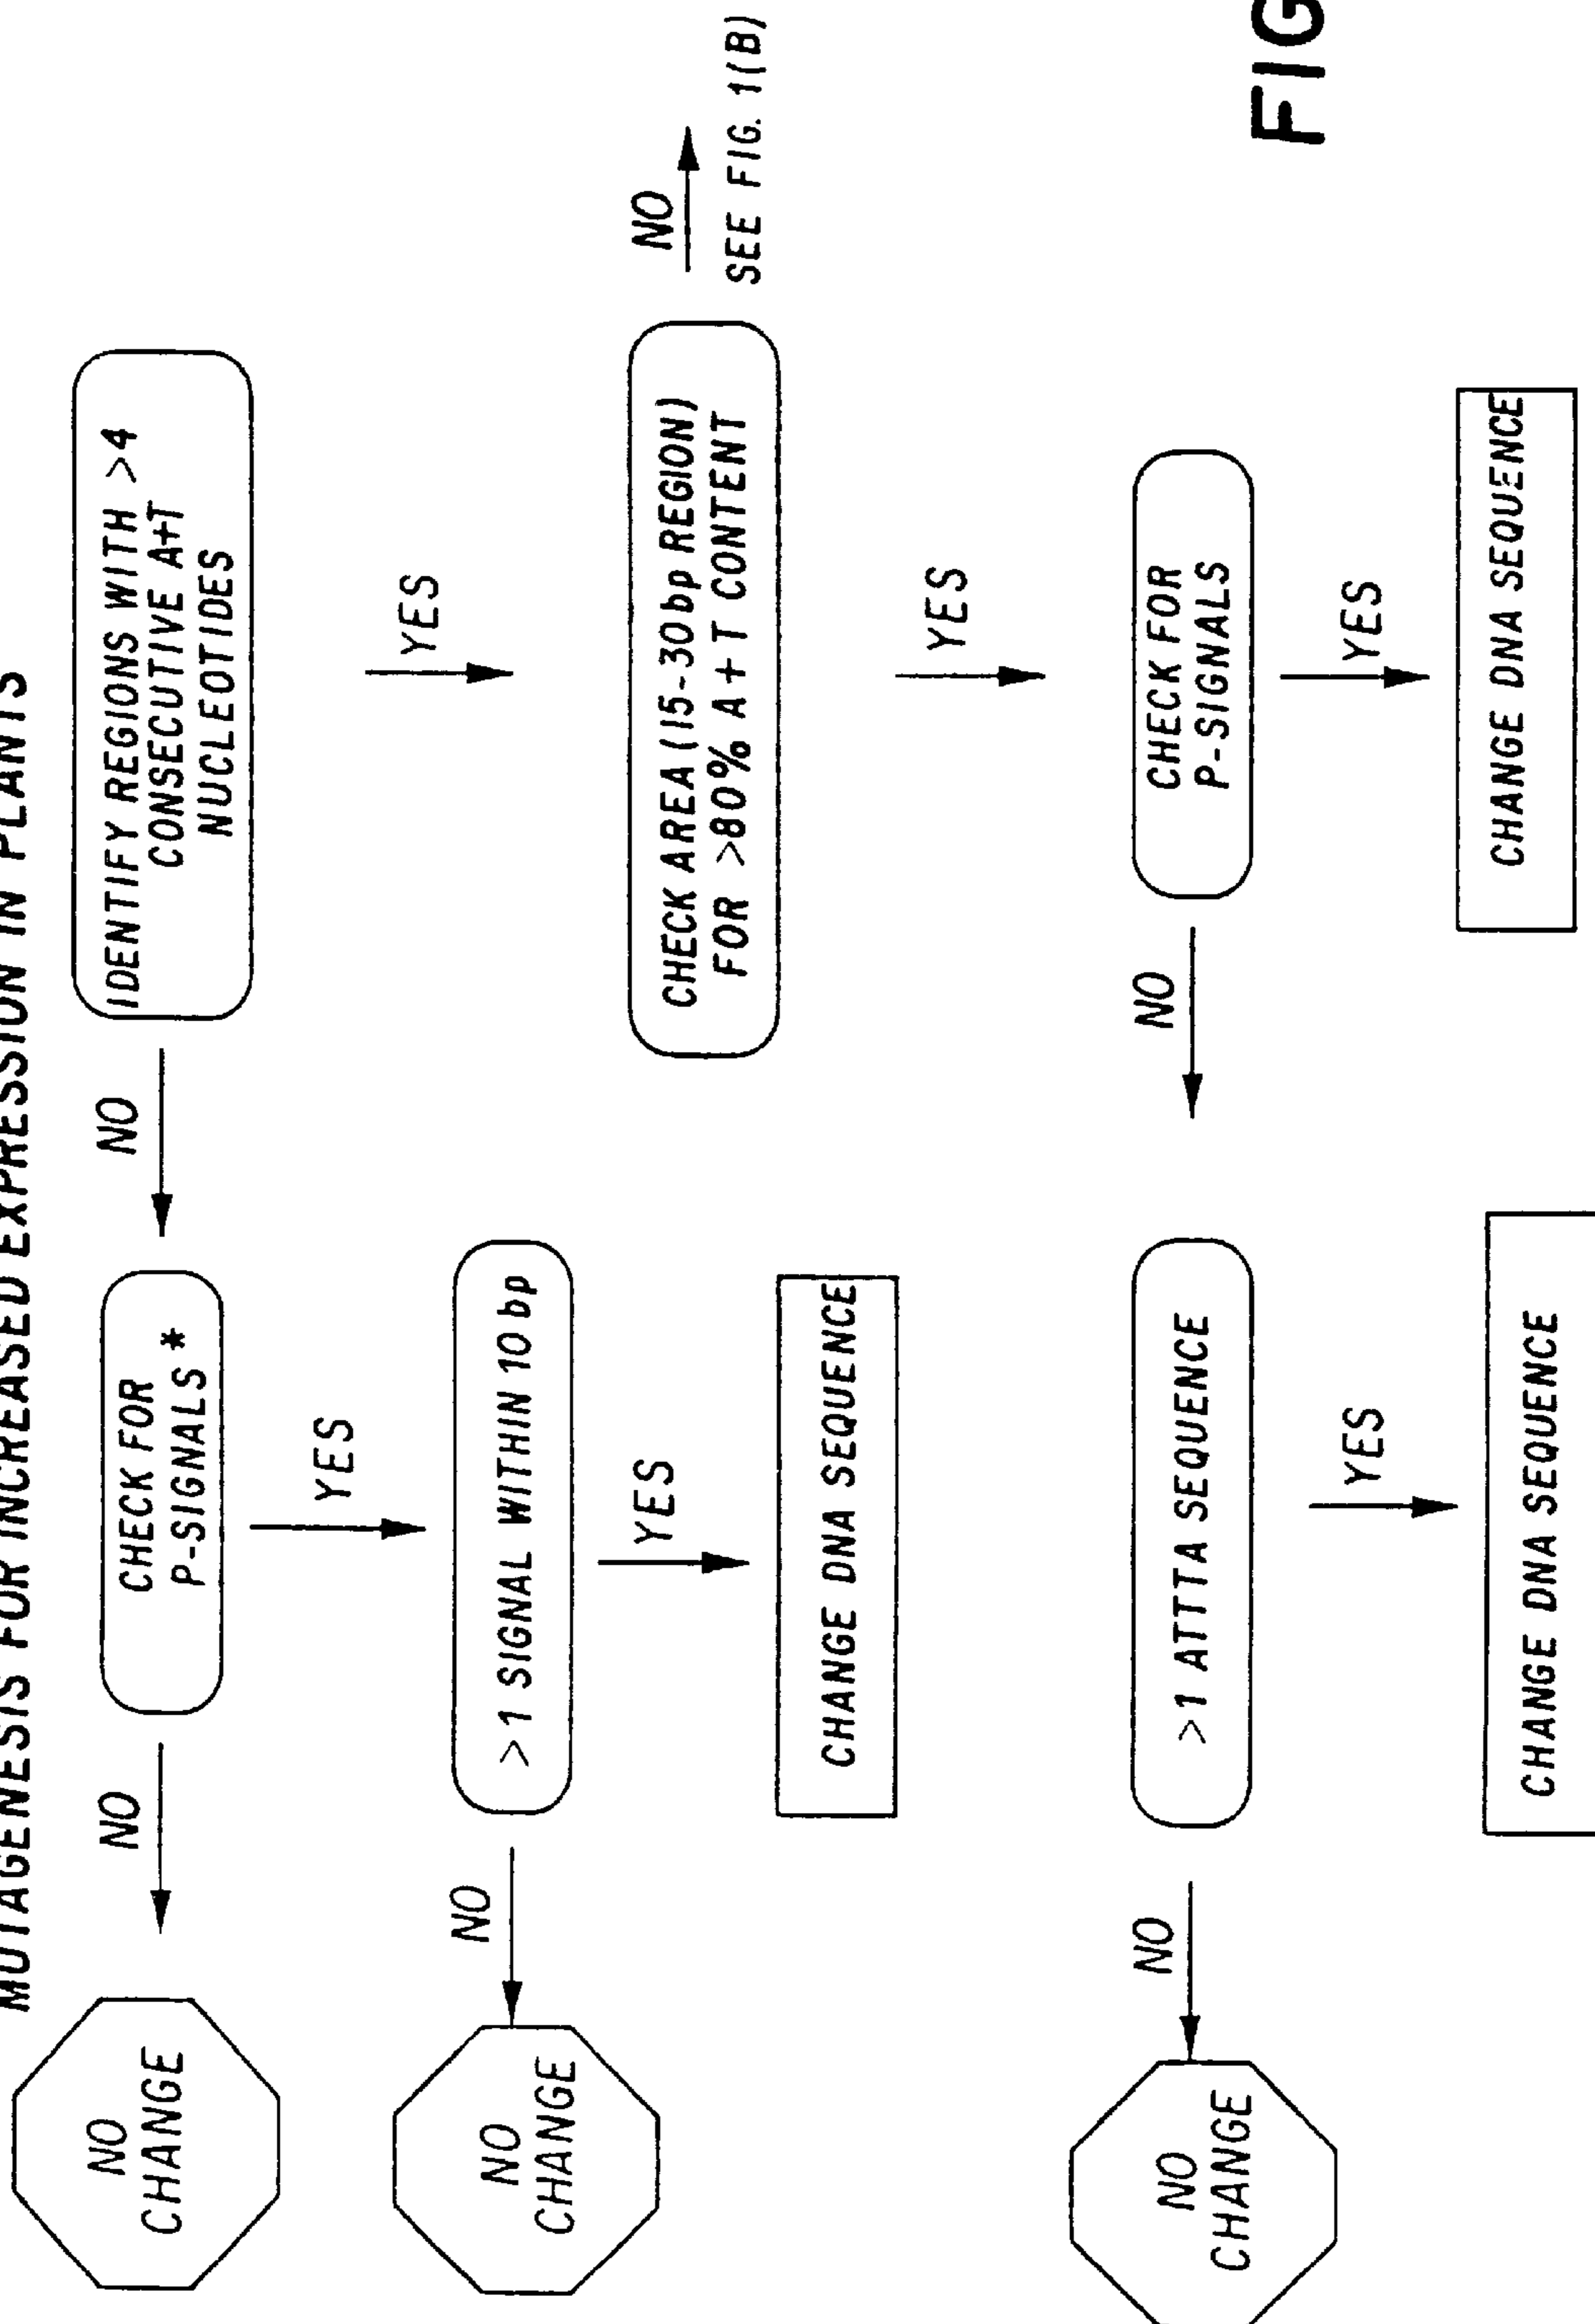 MUTAGENESIS FOR INCREASED EXPRESSION IN PLANTS
NO
CHANGE
NO
CHECK FOR
P-SIGNALS *
NO
IDENTIFY REGIONS WITH >4
CONSECUTIVE A+T
NUCLEOTIDES
YES
YES
NO
CHANGE
NO
>1 SIGNAL WITHIN 10 bp
YES
CHECK AREA (15-30 bp REGION)
FOR >80% A+T CONTENT
NO
SEE FIG. 1(B)
CHANGE DNA SEQUENCE
YES
NO
CHANGE
NO
>1 ATTTA SEQUENCE
NO
CHECK FOR
P-SIGNALS
YES
YES
CHANGE DNA SEQUENCE
CHANGE DNA SEQUENCE
FIG